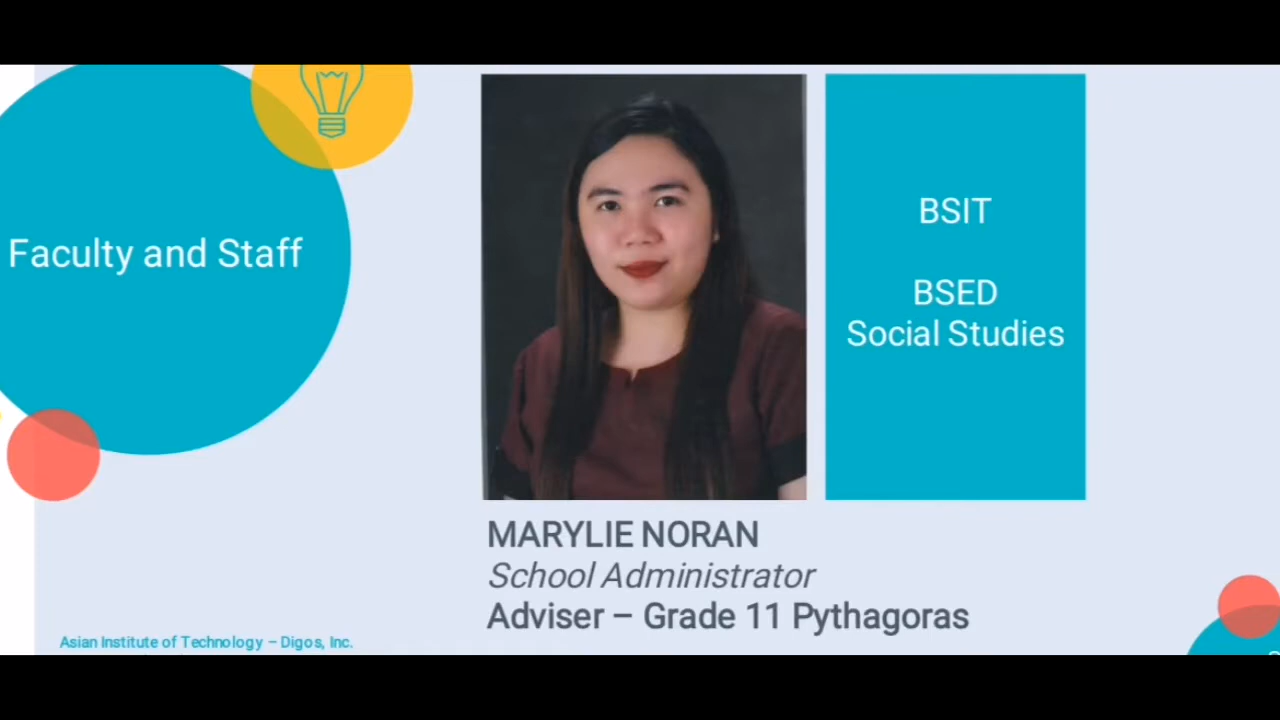 Faculty and Staff
BSIT
BSED
Social Studies
MARYLIE NORAN
School Administrator
Adviser – Grade 11 Pythagoras
Asian Institute of Technology – Digos, Inc.